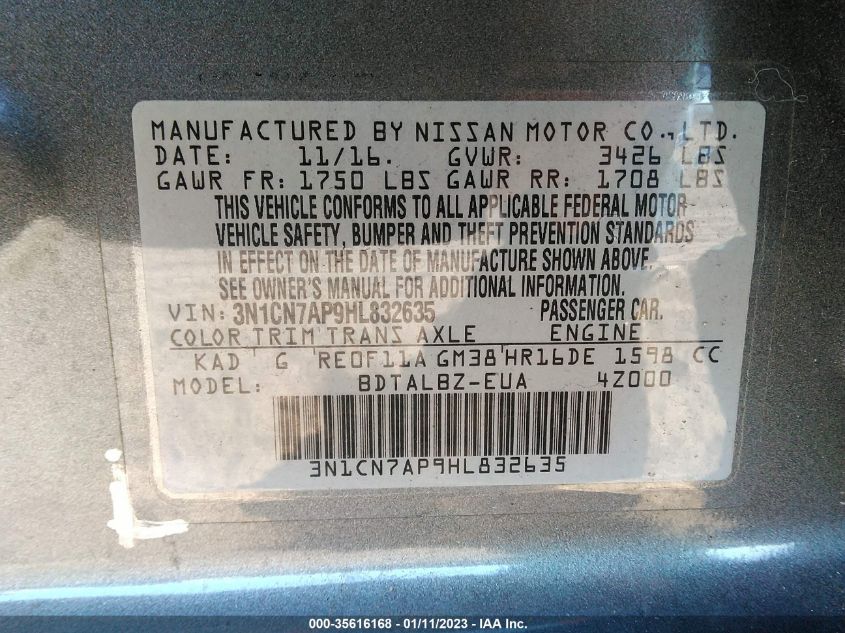 MANUFACTURED BY NISSAN MOTOR CO., LTD.
DATE: 11/16. GVWR: 3426 LBS
GAWR FR: 1750 LBS GAWR RR: 1708 LBS
THIS VEHICLE CONFORMS TO ALL APPLICABLE FEDERAL MOTOR
VEHICLE SAFETY, BUMPER AND THEFT PREVENTION STANDARDS
IN EFFECT ON THE DATE OF MANUFACTURE SHOWN ABOVE.
SEE OWNER'S MANUAL FOR ADDITIONAL INFORMATION.
VIN: 3N1CN7AP9HL832635 PASSENGER CAR.
COLOR TRIM TRANS AXLE ENGINE
KAD G RE0F11A GM38 HR16DE 1598 CC
MODEL: BDTALBZ-EUA 4Z000
3N1CN7AP9HL832635
000-35616168 - 01/11/2023 - IAA Inc.